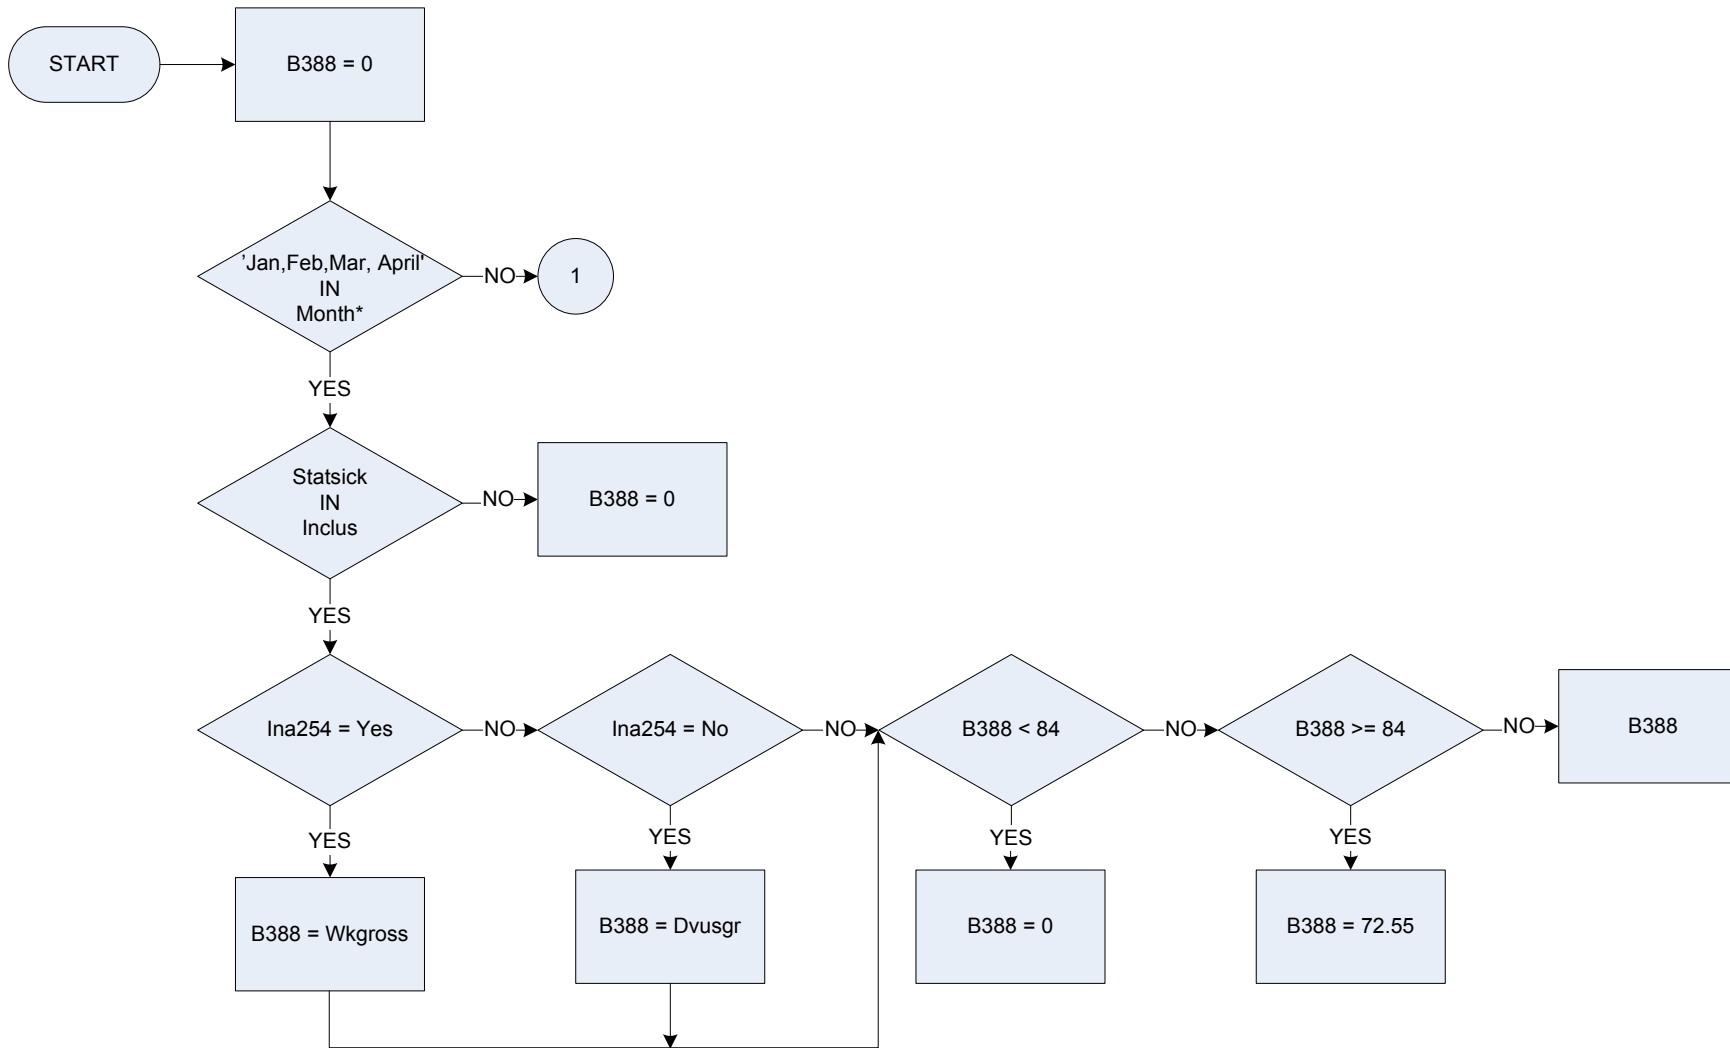 START
B388 = 0
'Jan,Feb,Mar, April'
IN
Month*
NO
1
YES
Statsick
IN
Inclus
NO
B388 = 0
YES
Ina254 = Yes
NO
Ina254 = No
NO
B388 < 84
NO
B388 >= 84
NO
B388
YES
YES
YES
YES
B388 = Wkgross
B388 = Dvusgr
B388 = 0
B388 = 72.55